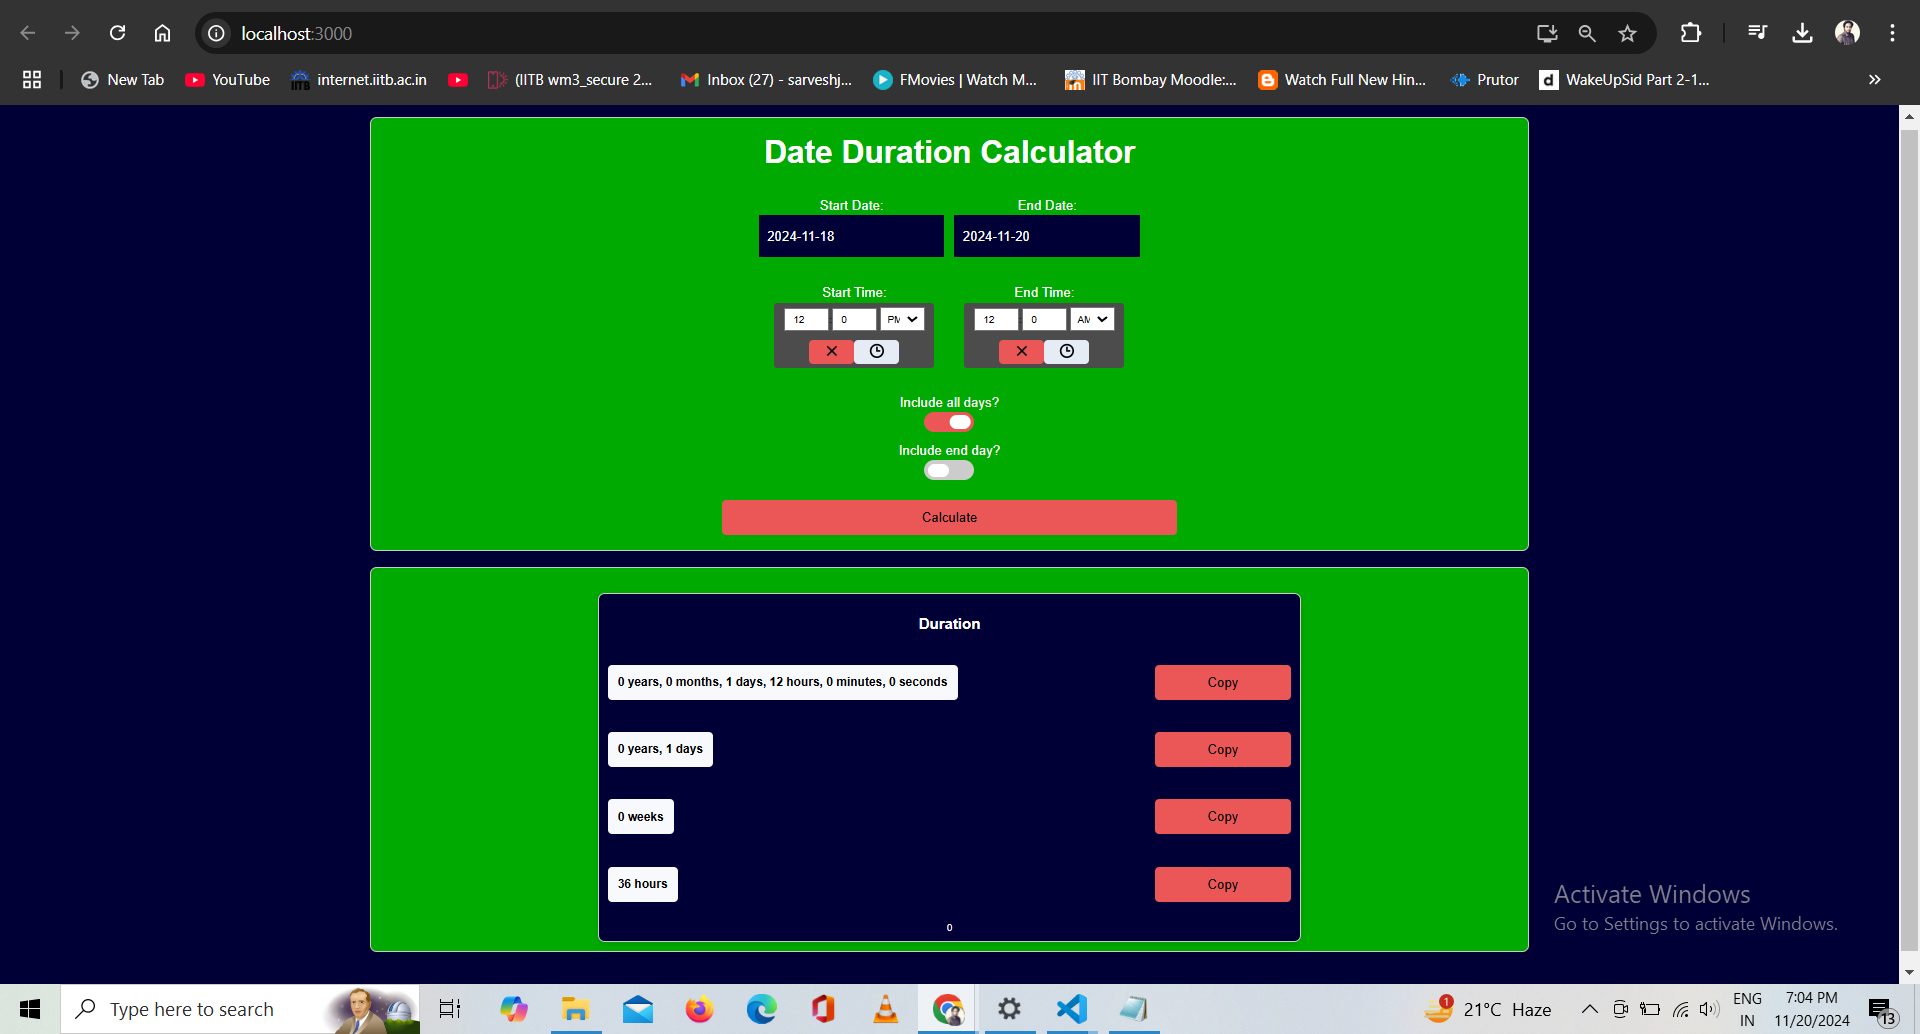 localhost:3000
New Tab
YouTube
internet.iitb.ac.in
(IITB wm3_secure 2...
Inbox (27) - sarveshj...
FMovies | Watch M...
IIT Bombay Moodle:...
Watch Full New Hin...
Prutor
d
WakeUpSid Part 2-1...
Date Duration Calculator
Start Date:
End Date:
2024-11-18
2024-11-20
Start Time:
End Time:
12
0
PM
12
0
AM
Include all days?
Include end day?
Calculate
Duration
0 years, 0 months, 1 days, 12 hours, 0 minutes, 0 seconds
Copy
0 years, 1 days
Copy
0 weeks
Copy
36 hours
Copy
0
Activate Windows
Go to Settings to activate Windows.
Type here to search
1
21°C Haze
ENG
IN
7:04 PM
11/20/2024
13